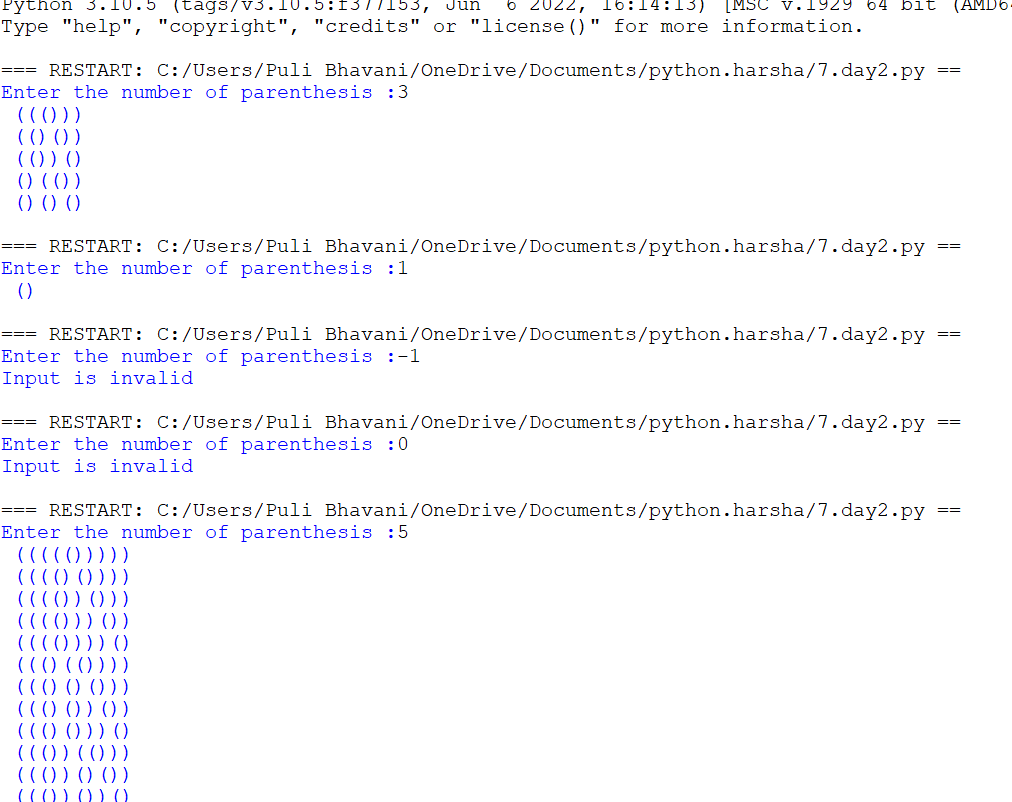 Python 3.10.5 (tags/v3.10.5:f377153, Jun  6 2022, 16:14:13) [MSC v.1929 64 bit (AMD64
Type "help", "copyright", "credits" or "license()" for more information.

=== RESTART: C:/Users/Puli Bhavani/OneDrive/Documents/python.harsha/7.day2.py ==
Enter the number of parenthesis :3
 ((()))
 (()())
 (())()
 ()(())
 ()()()

=== RESTART: C:/Users/Puli Bhavani/OneDrive/Documents/python.harsha/7.day2.py ==
Enter the number of parenthesis :1
 ()

=== RESTART: C:/Users/Puli Bhavani/OneDrive/Documents/python.harsha/7.day2.py ==
Enter the number of parenthesis :-1
Input is invalid

=== RESTART: C:/Users/Puli Bhavani/OneDrive/Documents/python.harsha/7.day2.py ==
Enter the number of parenthesis :0
Input is invalid

=== RESTART: C:/Users/Puli Bhavani/OneDrive/Documents/python.harsha/7.day2.py ==
Enter the number of parenthesis :5
 ((((()))))
 (((()())))
 (((())()))
 (((()))())
 (((())))()
 ((()(())))
 ((()()()))
 ((()())())
 ((()()))()
 ((())(()))
 ((())()())
 ((())())()